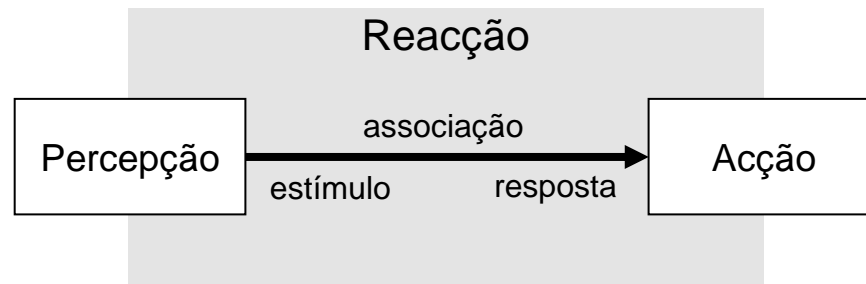 Reacção
associação
Percepção
Acção
estímulo
resposta